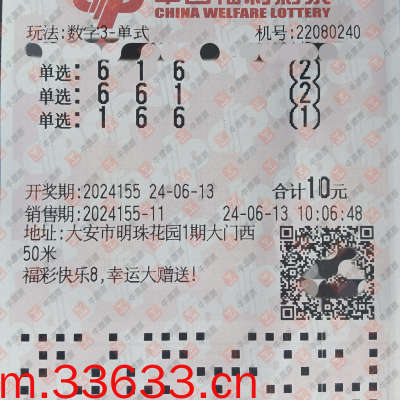 CHINA WELFARE LOTTERY
玩法:数字3-单式 机号:22080240
单选: 6 1 6 (2)
单选: 6 6 1 (2)
单选: 1 6 6 (1)
开奖期:2024155 24-06-13 合计10元
销售期:2024155-11 24-06-13 10:06:48
地址:大安市明珠花园1期大门西
50米
福彩快乐8,幸运大赠送!
m.33633.cn